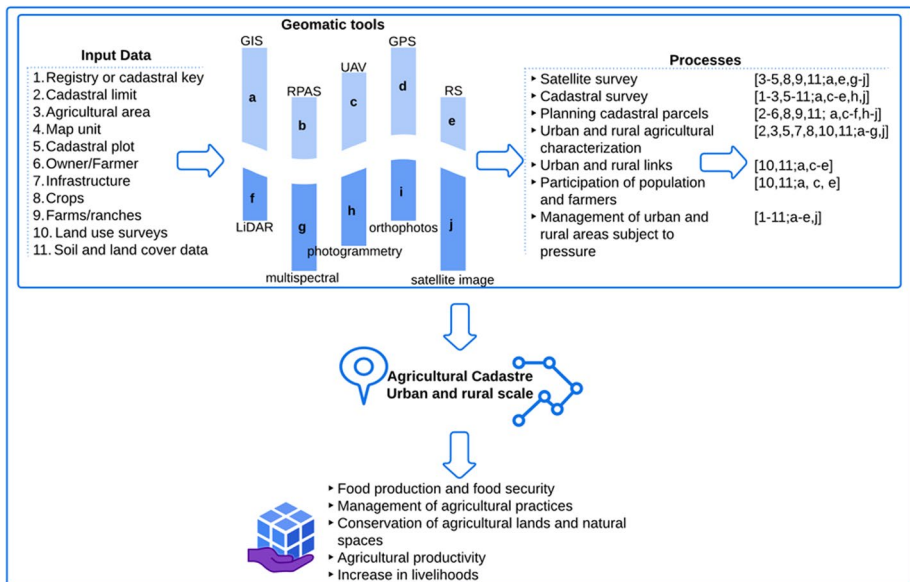 Geomatic tools
Input Data
1. Registry or cadastral key
2. Cadastral limit
3. Agricultural area
4. Map unit
5. Cadastral plot
6. Owner/Farmer
7. Infrastructure
8. Crops
9. Farms/ranches
10. Land use surveys
11. Soil and land cover data
GIS
RPAS
UAV
GPS
RS
a
b
c
d
e
f
g
h
i
j
LiDAR
multispectral
photogrammetry
orthophotos
satellite image
Processes
‣ Satellite survey [3-5,8,9,11;a,e,g-j]
‣ Cadastral survey [1-3,5-11;a,c-e,h,j]
‣ Planning cadastral parcels [2-6,8,9,11; a,c-f,h-j]
‣ Urban and rural agricultural [2,3,5,7,8,10,11;a-g,j]
characterization
‣ Urban and rural links [10,11;a,c-e]
‣ Participation of population [10,11;a, c, e]
and farmers
‣ Management of urban and [1-11;a-e,j]
rural areas subject to
pressure
Agricultural Cadastre
Urban and rural scale
‣ Food production and food security
‣ Management of agricultural practices
‣ Conservation of agricultural lands and natural
spaces
‣ Agricultural productivity
‣ Increase in livelihoods